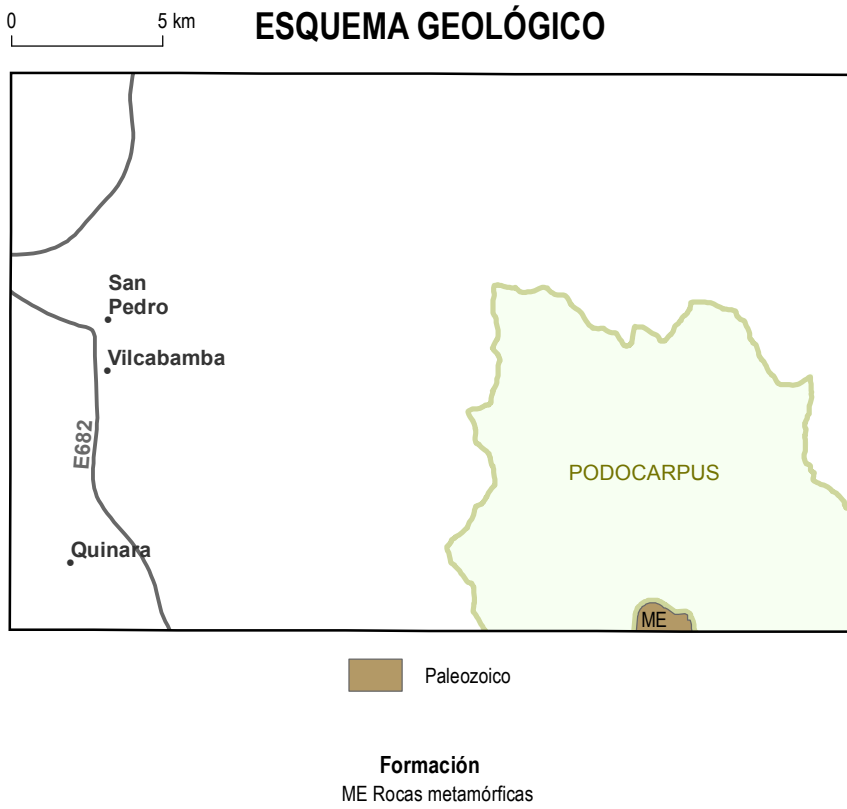 0 5 km
ESQUEMA GEOLÓGICO
San
Pedro
Vilcabamba
E682
PODOCARPUS
Quinara
ME
Paleozoico
Formación
ME Rocas metamórficas